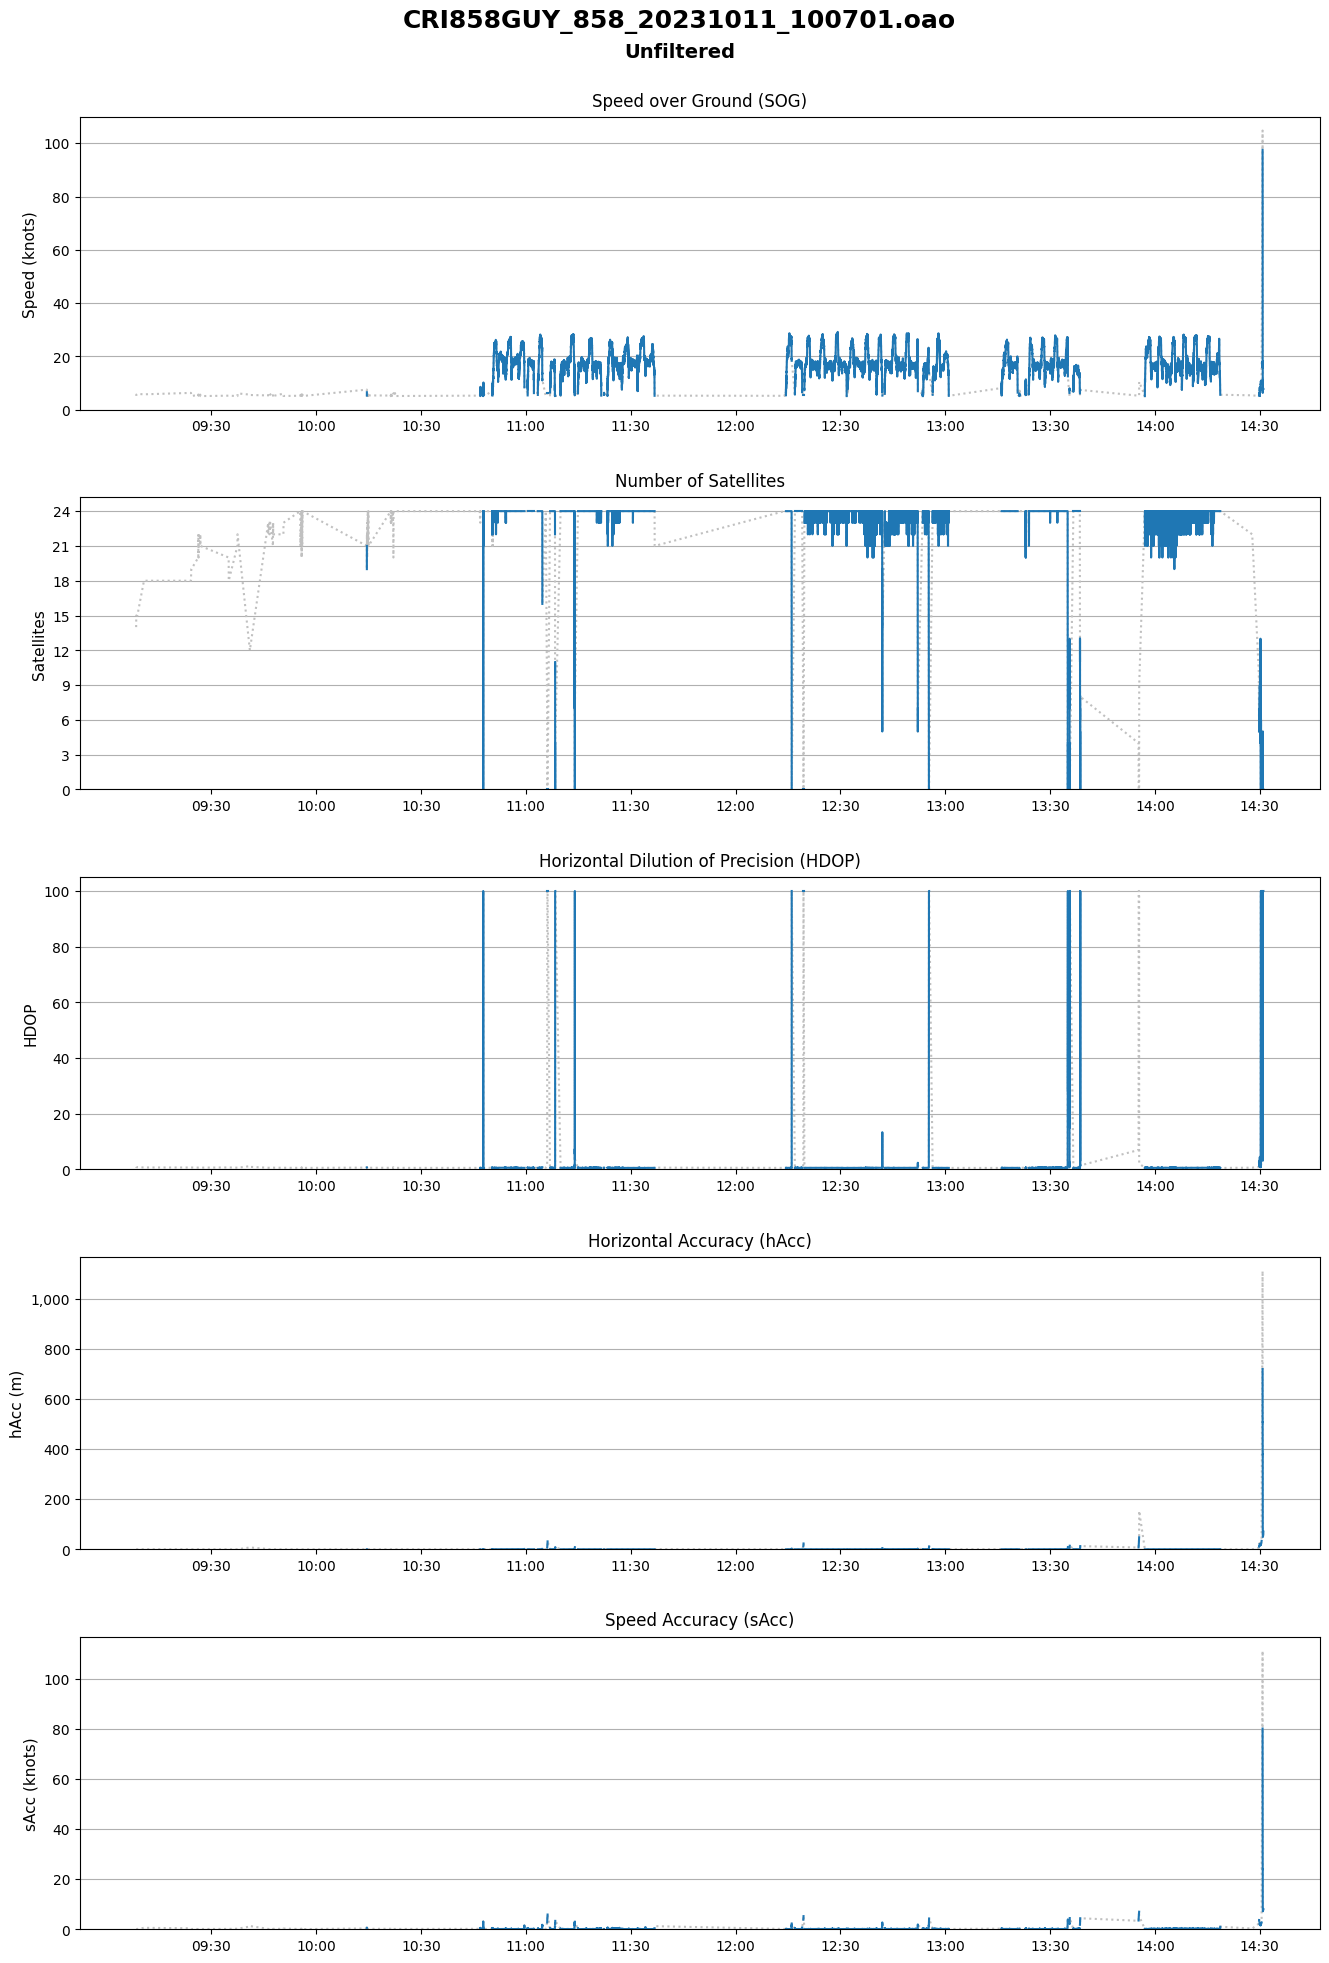 CRI858GUY_858_20231011_100701.oao
Unfiltered
Speed over Ground (SOG)
Speed (knots)
100
80
60
40
20
0
09:30 10:00 10:30 11:00 11:30 12:00 12:30 13:00 13:30 14:00 14:30
Number of Satellites
Satellites
24
21
18
15
12
9
6
3
0
09:30 10:00 10:30 11:00 11:30 12:00 12:30 13:00 13:30 14:00 14:30
Horizontal Dilution of Precision (HDOP)
HDOP
100
80
60
40
20
0
09:30 10:00 10:30 11:00 11:30 12:00 12:30 13:00 13:30 14:00 14:30
Horizontal Accuracy (hAcc)
hAcc (m)
1,000
800
600
400
200
0
09:30 10:00 10:30 11:00 11:30 12:00 12:30 13:00 13:30 14:00 14:30
Speed Accuracy (sAcc)
sAcc (knots)
100
80
60
40
20
0
09:30 10:00 10:30 11:00 11:30 12:00 12:30 13:00 13:30 14:00 14:30